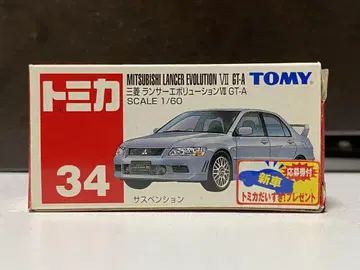 トミカ
34
MITSUBISHI LANCER EVOLUTION VII GT-A
三菱 ランサーエボリューションVII GT-A
SCALE 1/60
TOMY
サスペンション
応募券付
新車
トミカだいすき!プレゼント